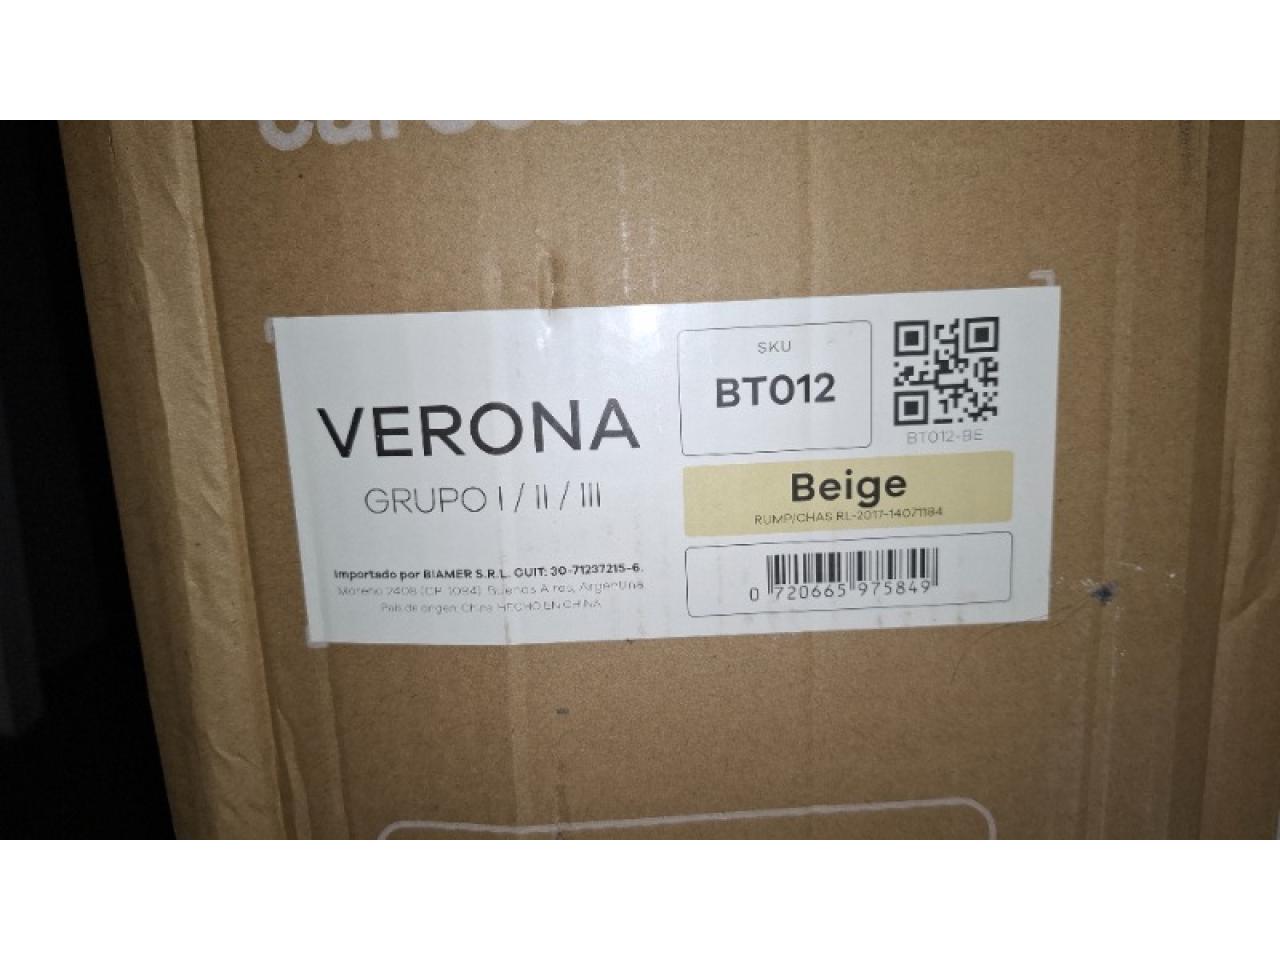 VERONA
GRUPO I / II / III
Importado por BIAMER S.R.L. CUIT: 30-71237215-6.
Moreno 2408 (CP 1094) Buenos Aires, Argentina
País de origen: China HECHO EN CHINA
SKU
BT012
BT012-BE
Beige
RUMP/CHAS RL-2017-14071184
0 720665 975849